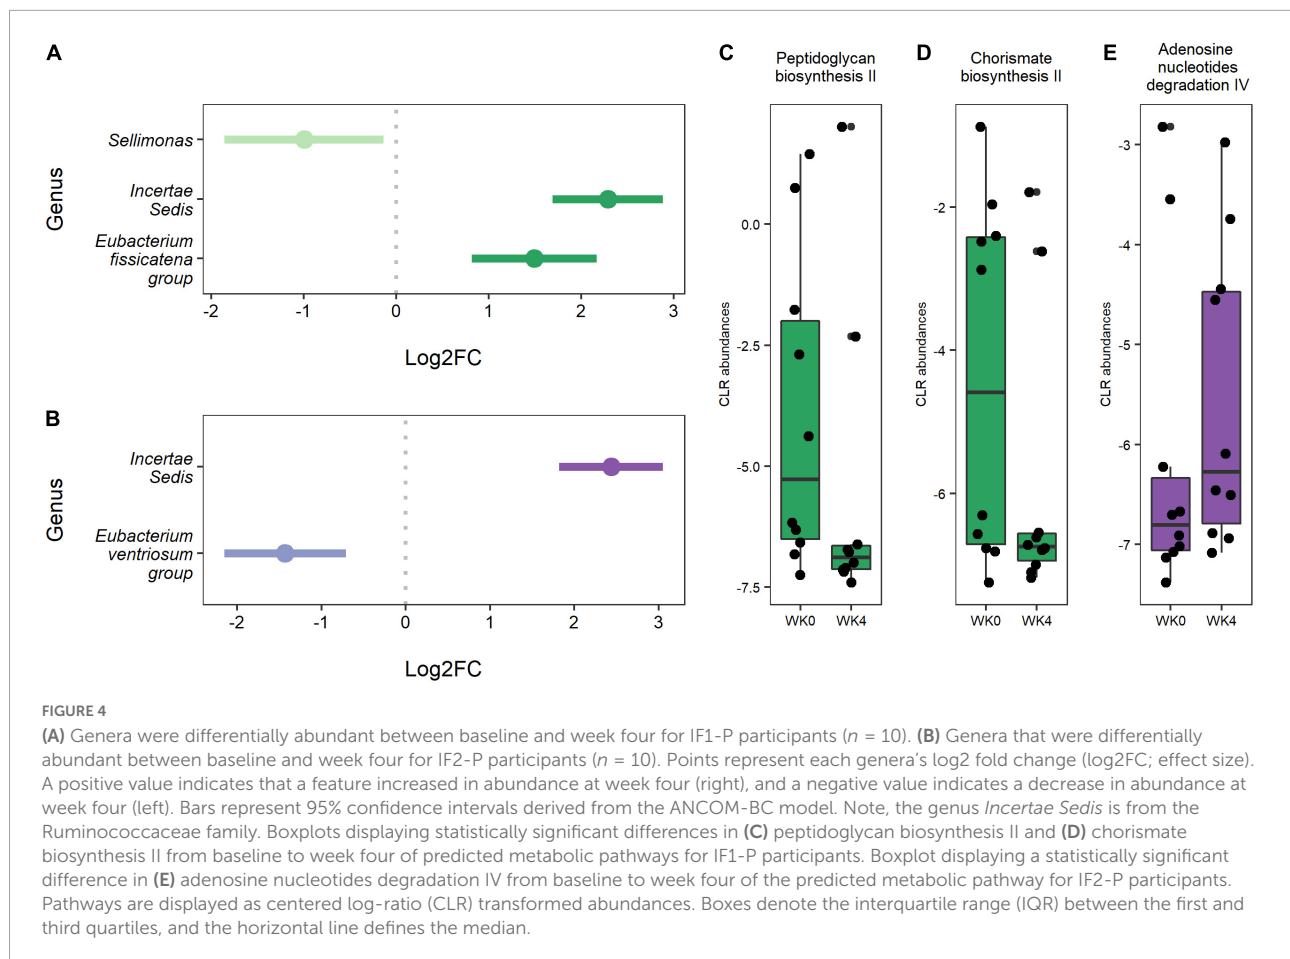 A
Genus
Sellimonas
Incertae
Sedis
Eubacterium
fissicatena
group
-2 -1 0 1 2 3
Log2FC
B
Genus
Incertae
Sedis
Eubacterium
ventriosum
group
-2 -1 0 1 2 3
Log2FC
C
Peptidoglycan
biosynthesis II
CLR abundances
0.0
-2.5
-5.0
-7.5
WK0 WK4
D
Chorismate
biosynthesis II
CLR abundances
-2
-4
-6
WK0 WK4
E
Adenosine
nucleotides
degradation IV
CLR abundances
-3
-4
-5
-6
-7
WK0 WK4
FIGURE 4
(A) Genera were differentially abundant between baseline and week four for IF1-P participants (n = 10). (B) Genera that were differentially
abundant between baseline and week four for IF2-P participants (n = 10). Points represent each genera's log2 fold change (log2FC; effect size).
A positive value indicates that a feature increased in abundance at week four (right), and a negative value indicates a decrease in abundance at
week four (left). Bars represent 95% confidence intervals derived from the ANCOM-BC model. Note, the genus Incertae Sedis is from the
Ruminococcaceae family. Boxplots displaying statistically significant differences in (C) peptidoglycan biosynthesis II and (D) chorismate
biosynthesis II from baseline to week four of predicted metabolic pathways for IF1-P participants. Boxplot displaying a statistically significant
difference in (E) adenosine nucleotides degradation IV from baseline to week four of the predicted metabolic pathway for IF2-P participants.
Pathways are displayed as centered log-ratio (CLR) transformed abundances. Boxes denote the interquartile range (IQR) between the first and
third quartiles, and the horizontal line defines the median.